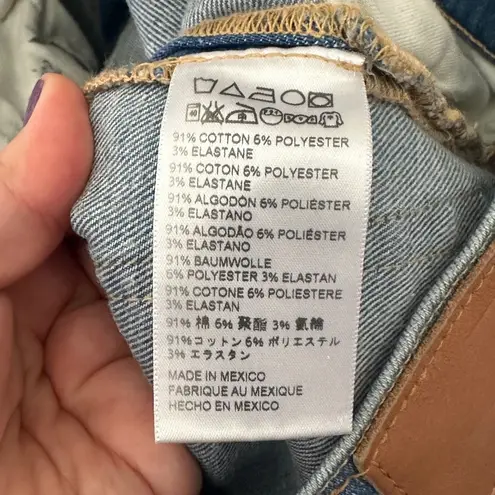 91% COTTON 6% POLYESTER
3% ELASTANE
91% COTON 6% POLYESTER
3% ELASTANE
91% ALGODÓN 6% POLIÉSTER
3% ELASTANO
91% ALGODÃO 6% POLIÉSTER
3% ELASTANO
91% BAUMWOLLE
6% POLYESTER 3% ELASTAN
91% COTONE 6% POLIESTERE
3% ELASTAN
91% 棉 6% 聚酯 3% 氨綸
91% コットン 6% ポリエステル
3% エラスタン
MADE IN MEXICO
FABRIQUE AU MEXIQUE
HECHO EN MEXICO